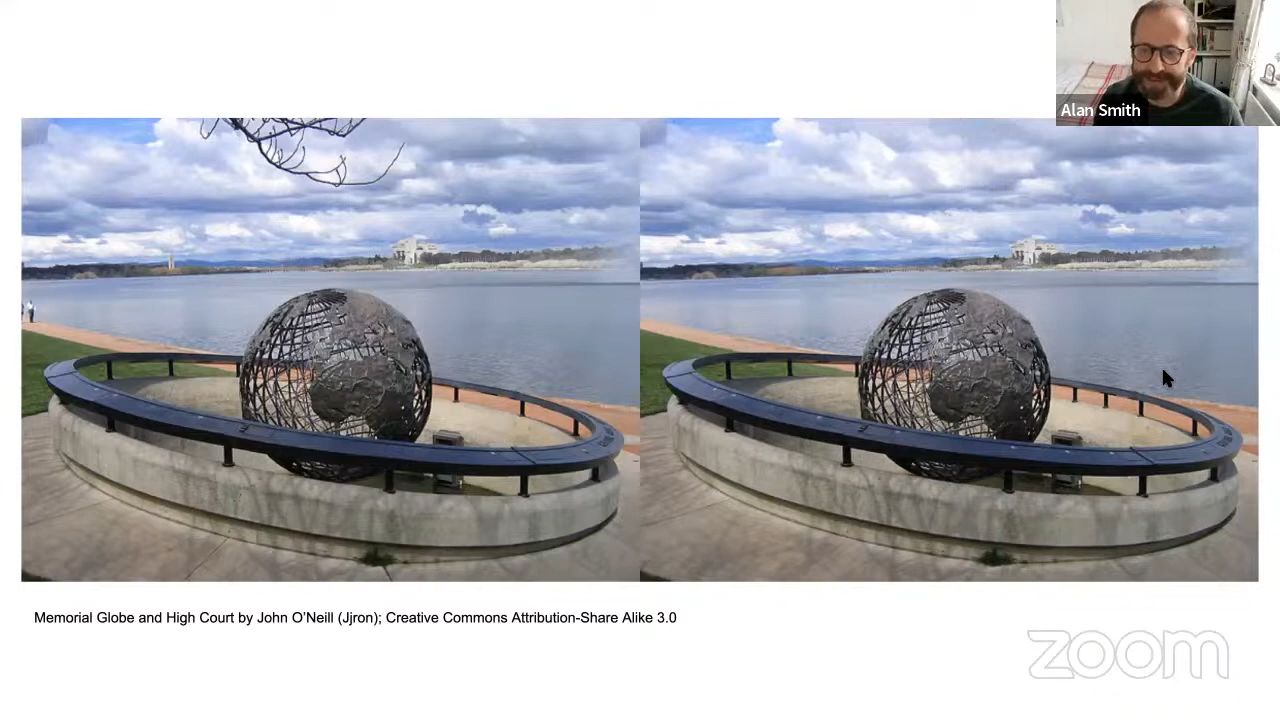 Alan Smith
Memorial Globe and High Court by John O'Neill (Jjron); Creative Commons Attribution-Share Alike 3.0
zoom